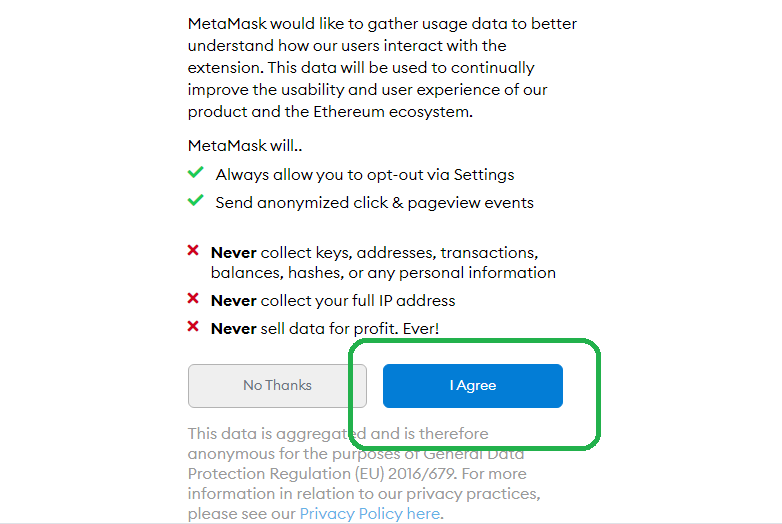 MetaMask would like to gather usage data to better
understand how our users interact with the
extension. This data will be used to continually
improve the usability and user experience of our
product and the Ethereum ecosystem.
MetaMask will..
Always allow you to opt-out via Settings
Send anonymized click & pageview events
Never collect keys, addresses, transactions,
balances, hashes, or any personal information
Never collect your full IP address
Never sell data for profit. Ever!
No Thanks
I Agree
This data is aggregated and is therefore
anonymous for the purposes of General Data
Protection Regulation (EU) 2016/679. For more
information in relation to our privacy practices,
please see our Privacy Policy here.